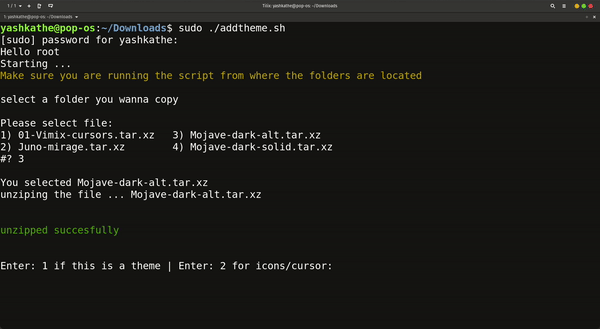 1 / 1
Tilix: yashkathe@pop-os: ~/Downloads
1: yashkathe@pop-os: ~/Downloads
yashkathe@pop-os:~/Downloads$ sudo ./addtheme.sh
[sudo] password for yashkathe:
Hello root
Starting ...
Make sure you are running the script from where the folders are located
select a folder you wanna copy
Please select file:
1) 01-Vimix-cursors.tar.xz   3) Mojave-dark-alt.tar.xz
2) Juno-mirage.tar.xz        4) Mojave-dark-solid.tar.xz
#? 3
You selected Mojave-dark-alt.tar.xz
unziping the file ... Mojave-dark-alt.tar.xz
unzipped succesfully
Enter: 1 if this is a theme | Enter: 2 for icons/cursor: